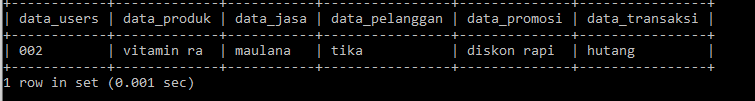 | data_users | data_produk | data_jasa | data_pelanggan | data_promosi | data_transaksi |
| 002 | vitamin ra | maulana | tika | diskon rapi | hutang |
1 row in set (0.001 sec)